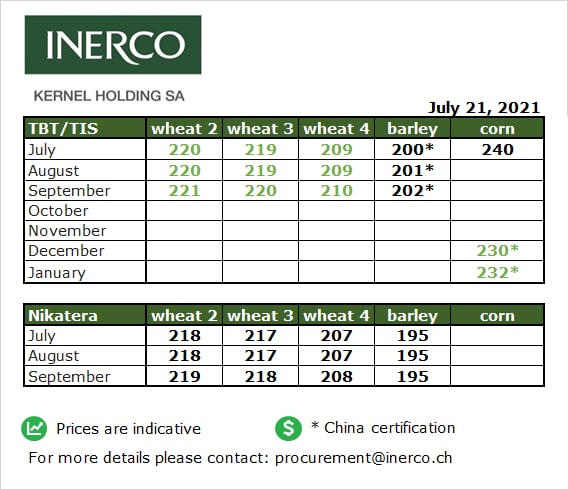 INERCO
KERNEL HOLDING SA
July 21, 2021
TBT/TIS wheat 2 wheat 3 wheat 4 barley corn
July 220 219 209 200* 240
August 220 219 209 201*
September 221 220 210 202*
October
November
December 230*
January 232*
Nikatera wheat 2 wheat 3 wheat 4 barley corn
July 218 217 207 195
August 218 217 207 195
September 219 218 208 195
Prices are indicative $ * China certification
For more details please contact: procurement@inerco.ch